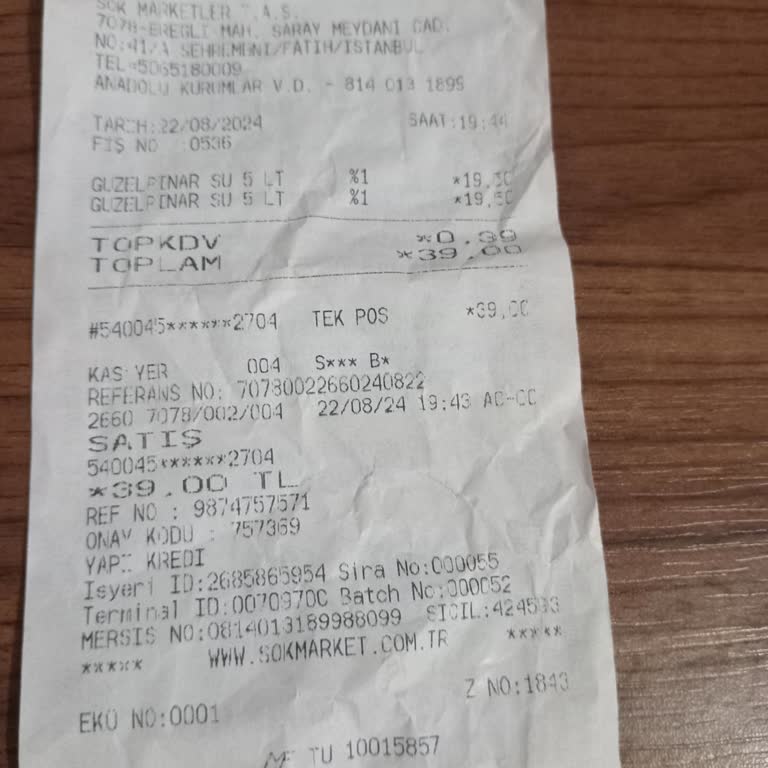 ŞOK MARKETLER T.A.S.
7078-EREGLI MAH. SARAY MEYDANI CAD.
NO:41/A SEHREMINI/FATIH/ISTANBUL
TEL 5065180009
ANADOLU KURUMLAR V.D. - 814 013 1899
TARIH:22/08/2024 SAAT:19:44
FIŞ NO :0536
GUZELPINAR SU 5 LT %1 *19,50
GUZELPINAR SU 5 LT %1 *19,50
TOPKDV *0.39
TOPLAM *39,00
#540045******2704 TEK POS *39,00
KASIYER 004 S*** B*
REFERANS NO: 70780022660240822
2660 7078/002/004 22/08/24 19:43 AC-CC
SATIS
540045******2704
*39.00 TL
REF NO : 9874757571
ONAY KODU : 757369
YAPI KREDI
Isyeri ID:2685865954 Sira No:000055
Terminal ID:0070970C Batch No:000052
MERSIS NO:0814013189988099 SICIL:424533
***** WWW.SOKMARKET.COM.TR *****
Z NO:1843
EKÜ NO:0001
MF TU 10015857